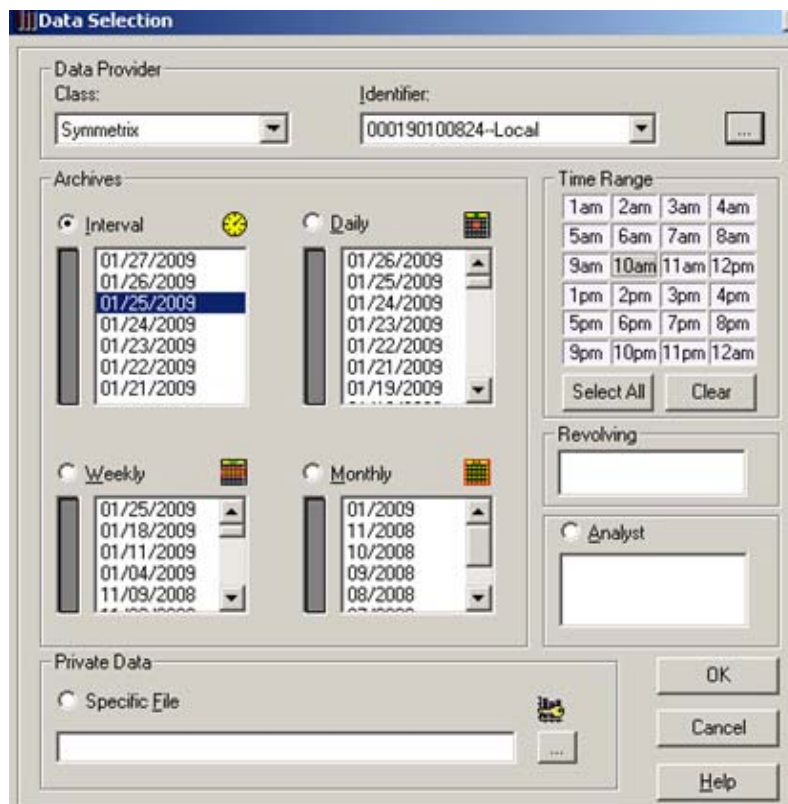 Data Selection
Data Provider
Class:
Identifier:
Symmetrix
000190100824--Local
...
Archives
Interval
01/27/2009
01/26/2009
01/25/2009
01/24/2009
01/23/2009
01/22/2009
01/21/2009
Daily
01/26/2009
01/25/2009
01/24/2009
01/23/2009
01/22/2009
01/21/2009
01/19/2009
Weekly
01/25/2009
01/18/2009
01/11/2009
01/04/2009
11/09/2008
Monthly
01/2009
11/2008
10/2008
09/2008
08/2008
Time Range
1am 2am 3am 4am
5am 6am 7am 8am
9am 10am 11am 12pm
1pm 2pm 3pm 4pm
5pm 6pm 7pm 8pm
9pm 10pm 11pm 12am
Select All Clear
Revolving
Analyst
Private Data
Specific File
...
OK
Cancel
Help